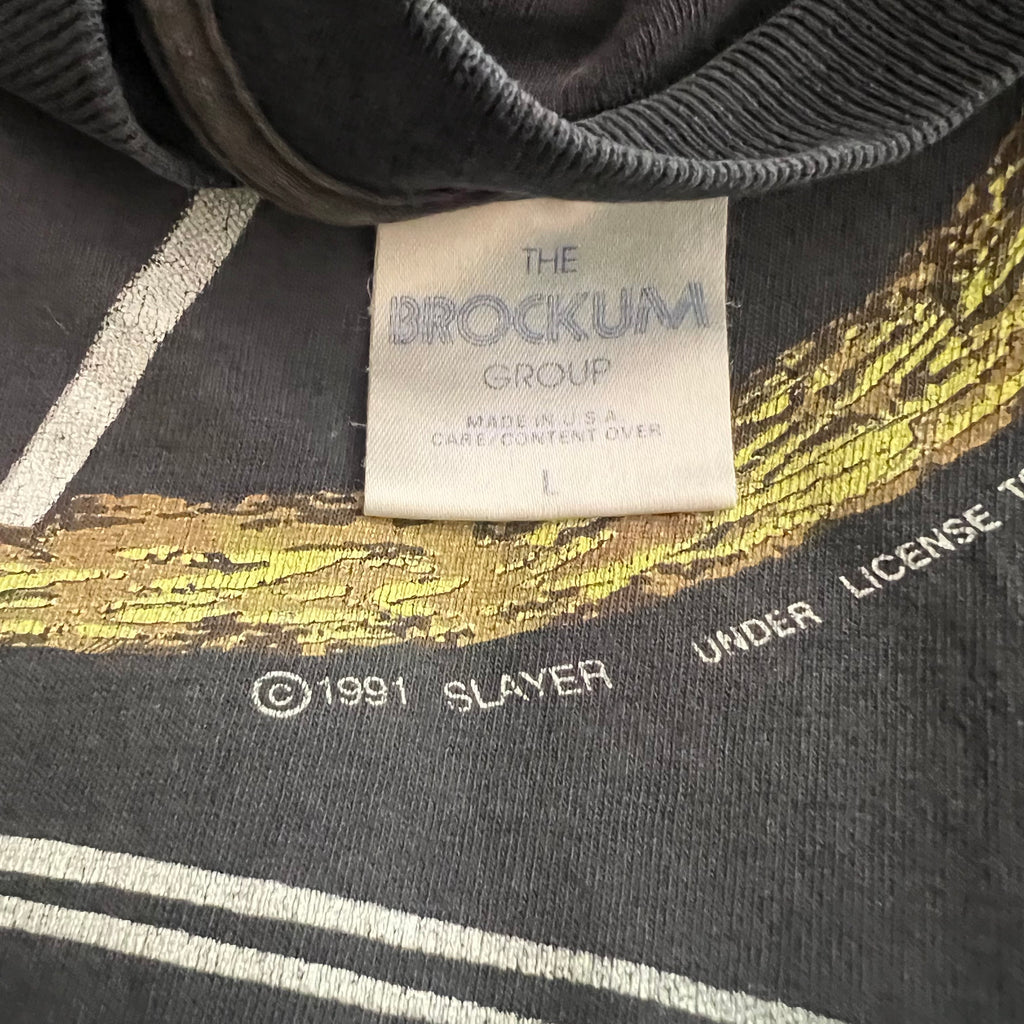 THE
BROCKUM
GROUP
MADE IN U.S.A.
CARE/CONTENT OVER
L
©1991 SLAYER UNDER LICENSE